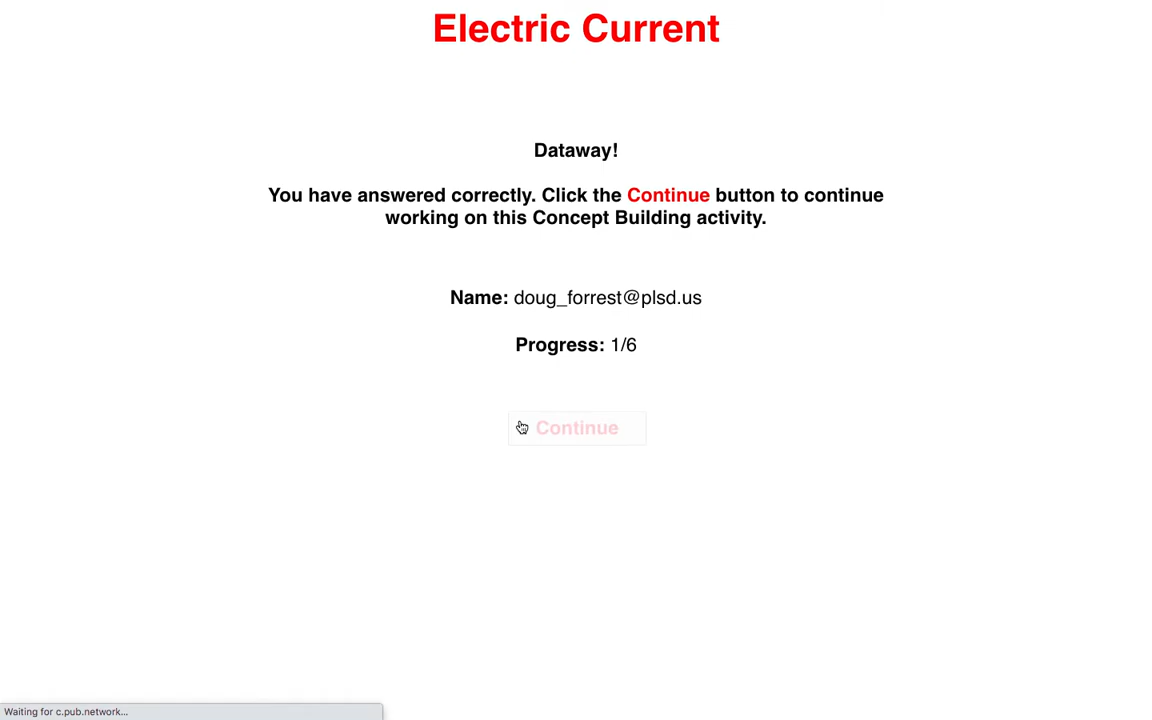 Electric Current
Dataway!
You have answered correctly. Click the Continue button to continue
working on this Concept Building activity.
Name: doug_forrest@plsd.us
Progress: 1/6
Continue
Waiting for c.pub.network...